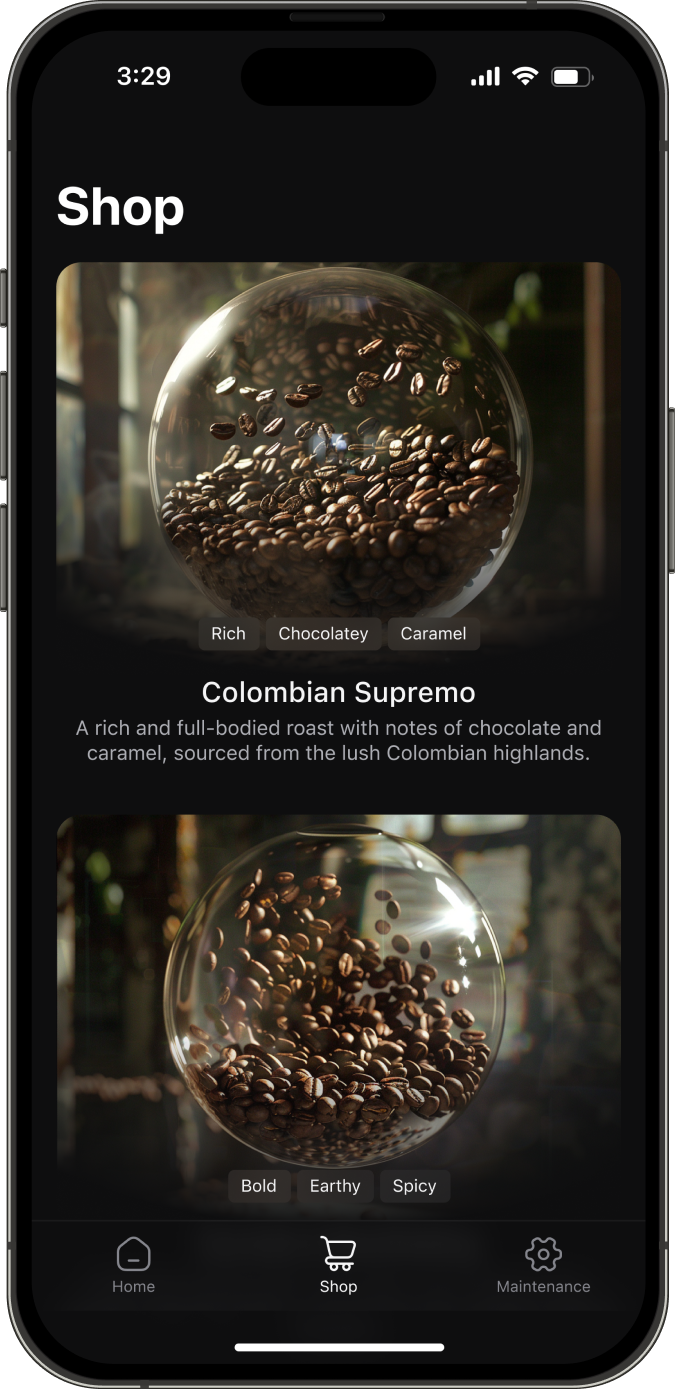 3:29
Shop
Rich
Chocolatey
Caramel
Colombian Supremo
A rich and full-bodied roast with notes of chocolate and
caramel, sourced from the lush Colombian highlands.
Bold
Earthy
Spicy
Home
Shop
Maintenance